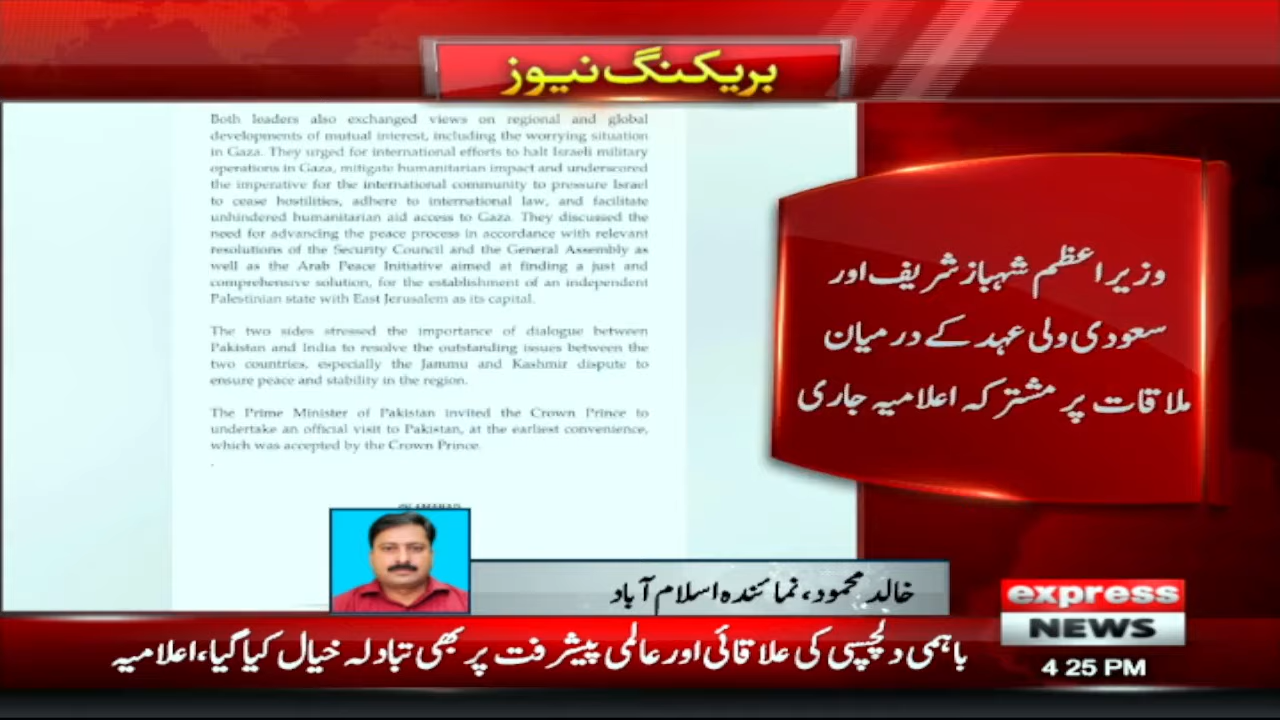 بریکنگ نیوز
Both leaders also exchanged views on regional and global
developments of mutual interest, including the worrying situation
in Gaza. They urged for international efforts to halt Israeli military
operations in Gaza, mitigate humanitarian impact and underscored
the imperative for the international community to pressure Israel
to cease hostilities, adhere to international law, and facilitate
unhindered humanitarian aid access to Gaza. They discussed the
need for advancing the peace process in accordance with relevant
resolutions of the Security Council and the General Assembly as
well as the Arab Peace Initiative aimed at finding a just and
comprehensive solution, for the establishment of an independent
Palestinian state with East Jerusalem as its capital.
The two sides stressed the importance of dialogue between
Pakistan and India to resolve the outstanding issues between the
two countries, especially the Jammu and Kashmir dispute to
ensure peace and stability in the region.
The Prime Minister of Pakistan invited the Crown Prince to
undertake an official visit to Pakistan, at the earliest convenience,
which was accepted by the Crown Prince.
.
وزیراعظم شہباز شریف اور
سعودی ولی عہد کے درمیان
ملاقات پر مشترکہ اعلامیہ جاری
خالد محمود، نمائندہ اسلام آباد
باہمی دلچسپی کی علاقائی اور عالمی پیشرفت پر بھی تبادلہ خیال کیا گیا، اعلامیہ
express
NEWS
4 25 PM